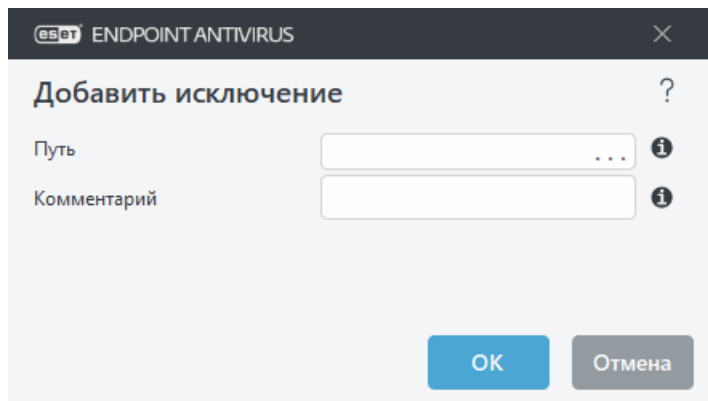 eset ENDPOINT ANTIVIRUS
Добавить исключение ?
Путь ...
Комментарий
OK Отмена